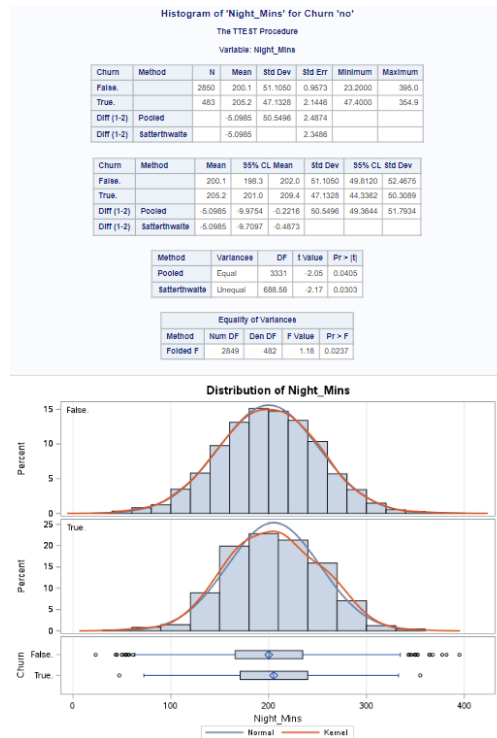 Histogram of 'Night_Mins' for Churn 'no'
The TTEST Procedure
Variable: Night_Mins
Churn Method N Mean Std Dev Std Err Minimum Maximum
False. 2850 200.1 51.1050 0.9573 23.2000 395.0
True. 483 205.2 47.1328 2.1446 47.4000 354.9
Diff (1-2) Pooled -5.0985 50.5496 2.4874
Diff (1-2) Satterthwaite -5.0985 2.3486
Churn Method Mean 95% CL Mean Std Dev 95% CL Std Dev
False. 200.1 198.3 202.0 51.1050 49.8120 52.4675
True. 205.2 201.0 209.4 47.1328 44.3362 50.3089
Diff (1-2) Pooled -5.0985 -9.9754 -0.2216 50.5496 49.3644 51.7934
Diff (1-2) Satterthwaite -5.0985 -9.7097 -0.4873
Method Variances DF t Value Pr > |t|
Pooled Equal 3331 -2.05 0.0405
Satterthwaite Unequal 688.58 -2.17 0.0303
Equality of Variances
Method Num DF Den DF F Value Pr > F
Folded F 2849 482 1.18 0.0237
Distribution of Night_Mins
False.
15
10
5
0
Percent
True.
25
20
15
10
5
0
Percent
Churn
False.
True.
0 100 200 300 400
Night_Mins
Normal Kernel